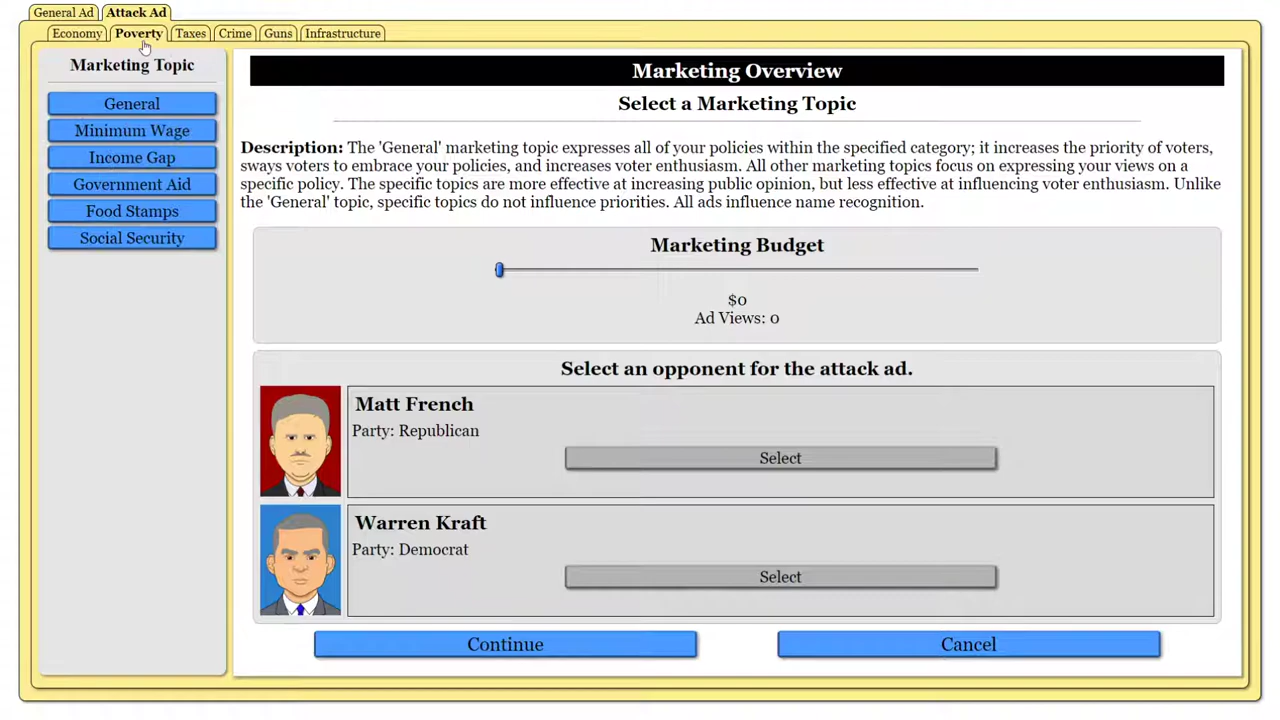 General Ad Attack Ad
Economy Poverty Taxes Crime Guns Infrastructure
Marketing Topic
General
Minimum Wage
Income Gap
Government Aid
Food Stamps
Social Security
Marketing Overview
Select a Marketing Topic
Description: The 'General' marketing topic expresses all of your policies within the specified category; it increases the priority of voters,
sways voters to embrace your policies, and increases voter enthusiasm. All other marketing topics focus on expressing your views on a
specific policy. The specific topics are more effective at increasing public opinion, but less effective at influencing voter enthusiasm. Unlike
the 'General' topic, specific topics do not influence priorities. All ads influence name recognition.
Marketing Budget
$0
Ad Views: 0
Select an opponent for the attack ad.
Matt French
Party: Republican
Select
Warren Kraft
Party: Democrat
Select
Continue Cancel